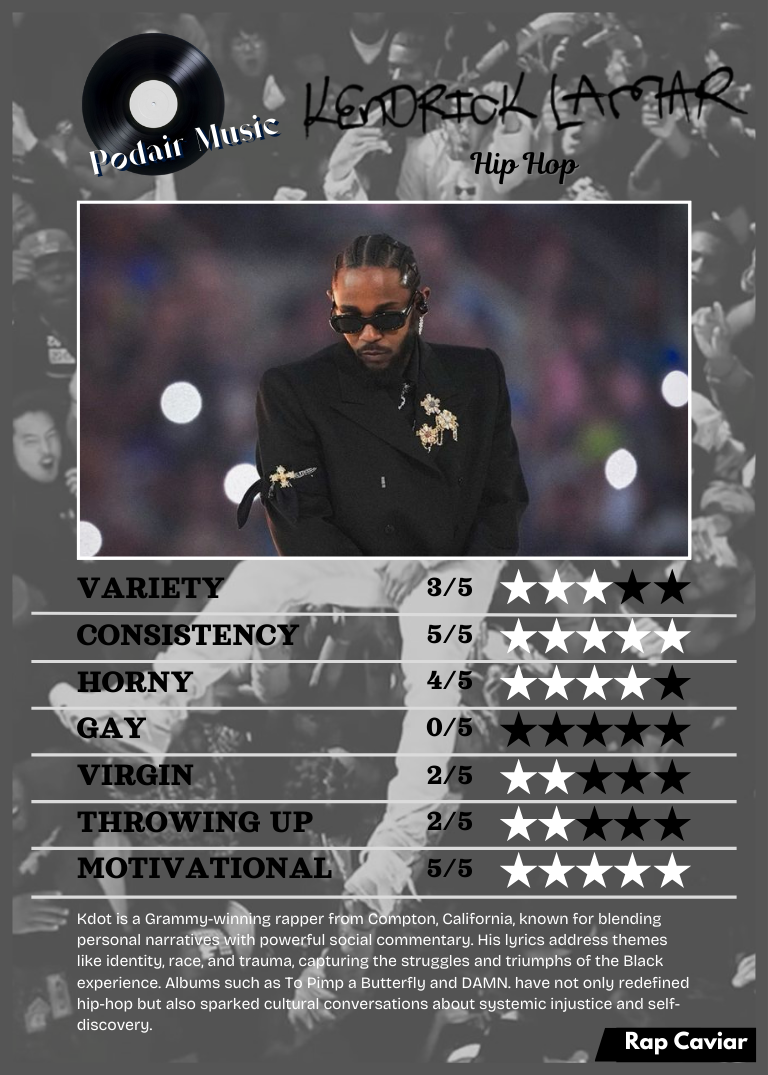 Podair Music
KENDRICK LAMAR
Hip Hop
VARIETY 3/5
CONSISTENCY 5/5
HORNY 4/5
GAY 0/5
VIRGIN 2/5
THROWING UP 2/5
MOTIVATIONAL 5/5
Kdot is a Grammy-winning rapper from Compton, California, known for blending
personal narratives with powerful social commentary. His lyrics address themes
like identity, race, and trauma, capturing the struggles and triumphs of the Black
experience. Albums such as To Pimp a Butterfly and DAMN. have not only redefined
hip-hop but also sparked cultural conversations about systemic injustice and self-
discovery.
Rap Caviar